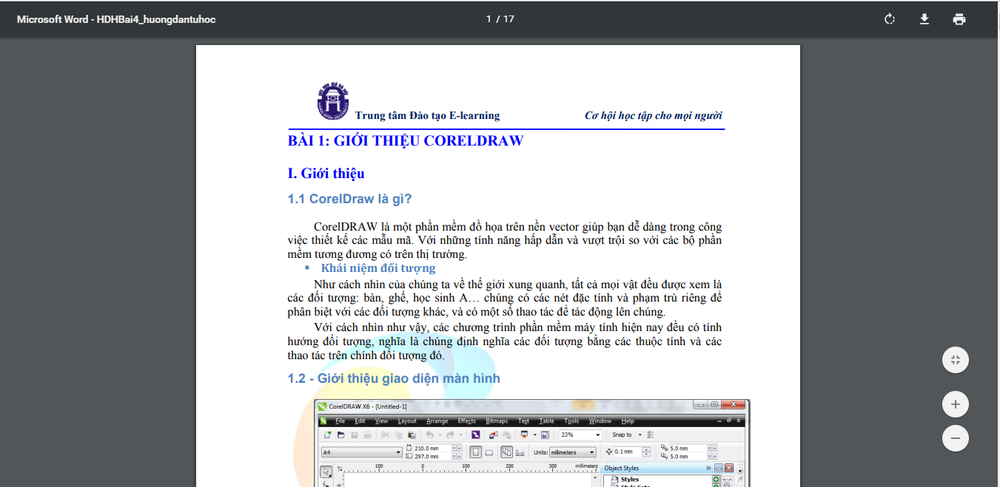 Microsoft Word - HDHBai4_huongdantuhoc
1 / 17
Trung tâm Đào tạo E-learning
Cơ hội học tập cho mọi người
BÀI 1: GIỚI THIỆU CORELDRAW
I. Giới thiệu
1.1 CorelDraw là gì?
CorelDRAW là một phần mềm đồ họa trên nền vector giúp bạn dễ dàng trong công
việc thiết kế các mẫu mã. Với những tính năng hấp dẫn và vượt trội so với các bộ phần
mềm tương đương có trên thị trường.
Khái niệm đối tượng
Như cách nhìn của chúng ta về thế giới xung quanh, tất cả mọi vật đều được xem là
các đối tượng: bàn, ghế, học sinh A… chúng có các nét đặc tính và phạm trù riêng để
phân biệt với các đối tượng khác, và có một số thao tác để tác động lên chúng.
Với cách nhìn như vậy, các chương trình phần mềm máy tính hiện nay đều có tính
hướng đối tượng, nghĩa là chúng định nghĩa các đối tượng bằng các thuộc tính và các
thao tác trên chính đối tượng đó.
1.2 - Giới thiệu giao diện màn hình
CorelDRAW X6 - [Untitled-1]
File Edit View Layout Arrange Effects Bitmaps Text Table Tools Window Help
23% Snap to
A4 210.0 mm 297.0 mm Units: millimeters 0.1 mm 5.0 mm 5.0 mm
100 0 100 200 300 millimeters Object Styles
Styles